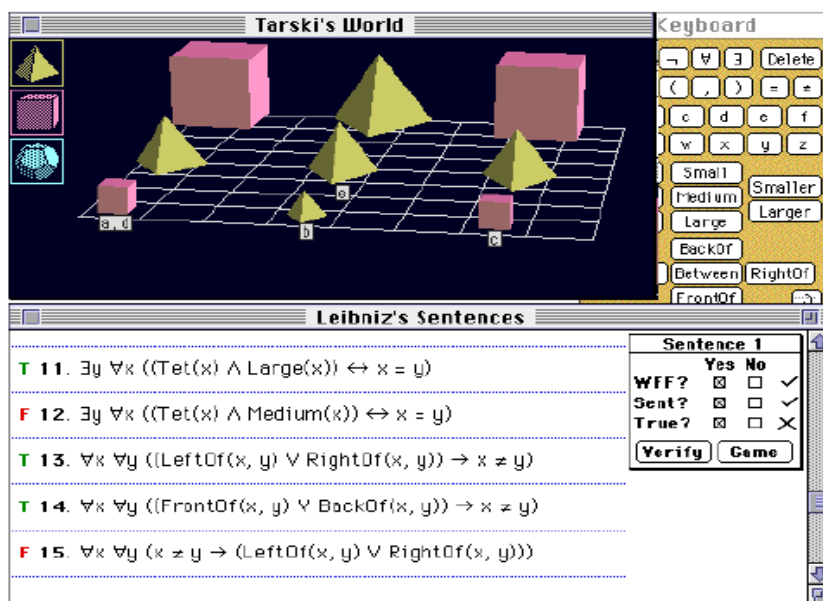 Tarski's World
Keyboard
¬ ∀ ∃ Delete
( , ) = ≠
c d e f
w x y z
Small
Medium Smaller
Large Larger
BackOf
Between RightOf
FrontOf
a, d
b
e
c
Leibniz's Sentences
T 11. ∃y ∀x ((Tet(x) ∧ Large(x)) ↔ x = y)
F 12. ∃y ∀x ((Tet(x) ∧ Medium(x)) ↔ x = y)
T 13. ∀x ∀y ((LeftOf(x, y) ∨ RightOf(x, y)) → x ≠ y)
T 14. ∀x ∀y ((FrontOf(x, y) ∨ BackOf(x, y)) → x ≠ y)
F 15. ∀x ∀y (x ≠ y → (LeftOf(x, y) ∨ RightOf(x, y)))
Sentence 1
Yes No
WFF?
Sent?
True?
Verify Game